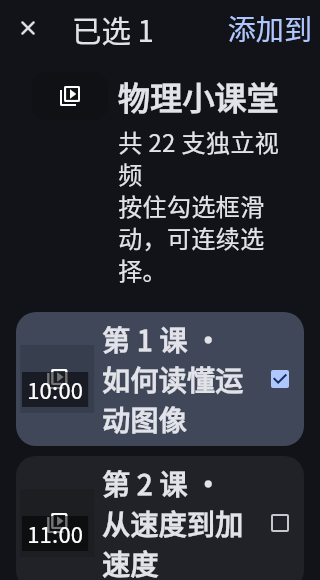 已选 1
添加到
物理小课堂
共 22 支独立视
频
按住勾选框滑
动，可连续选
择。
第 1 课 ·
如何读懂运
动图像
10:00
第 2 课 ·
从速度到加
速度
11:00